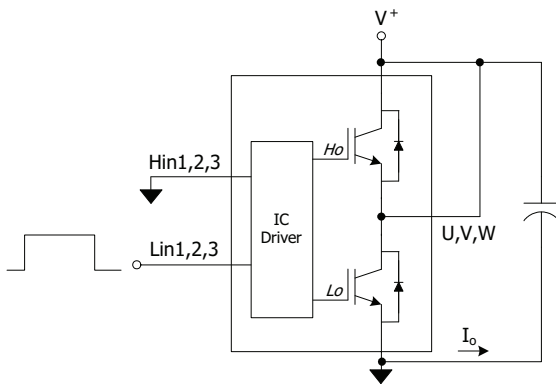 V+
Hin1,2,3
Ho
IC
Driver
U,V,W
Lin1,2,3
Lo
Io